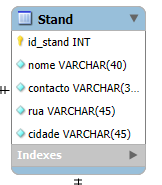 Stand
id_stand INT
nome VARCHAR(40)
contacto VARCHAR(3...
rua VARCHAR(45)
cidade VARCHAR(45)
Indexes